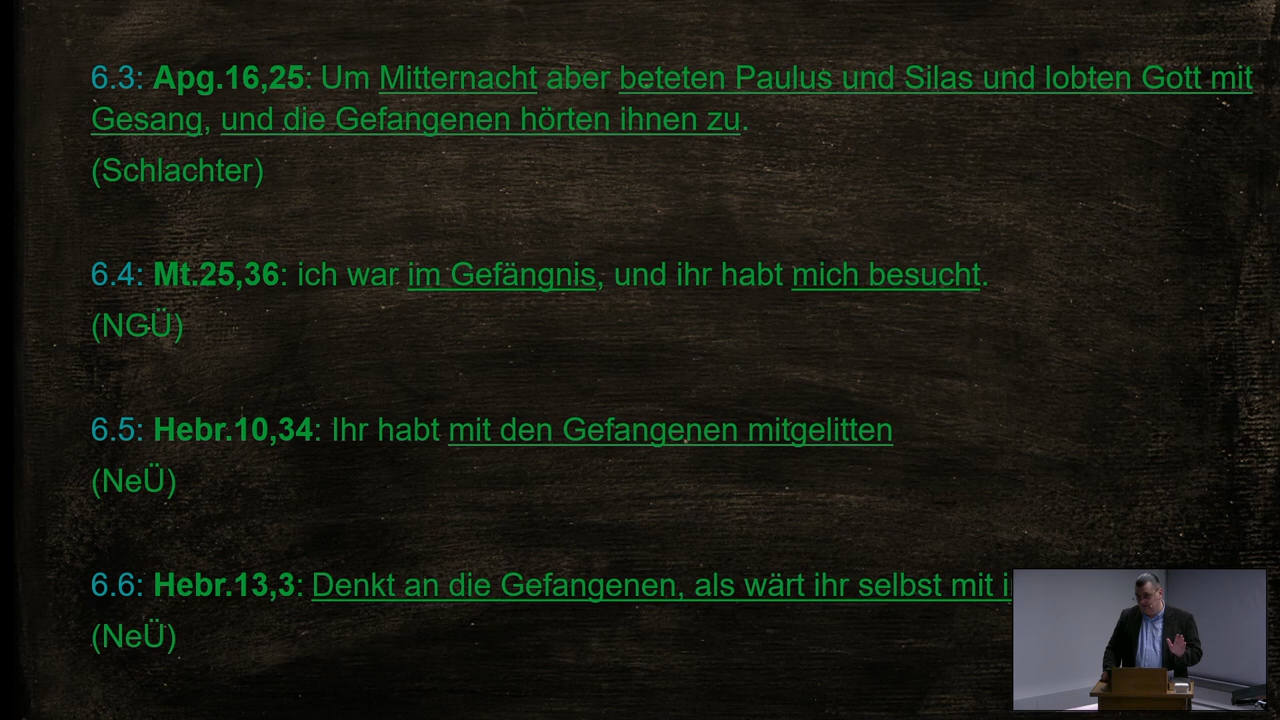 6.3: Apg.16,25: Um Mitternacht aber beteten Paulus und Silas und lobten Gott mit
Gesang, und die Gefangenen hörten ihnen zu.
(Schlachter)
6.4: Mt.25,36: ich war im Gefängnis, und ihr habt mich besucht.
(NGÜ)
6.5: Hebr.10,34: Ihr habt mit den Gefangenen mitgelitten
(NeÜ)
6.6: Hebr.13,3: Denkt an die Gefangenen, als wärt ihr selbst mit
(NeÜ)